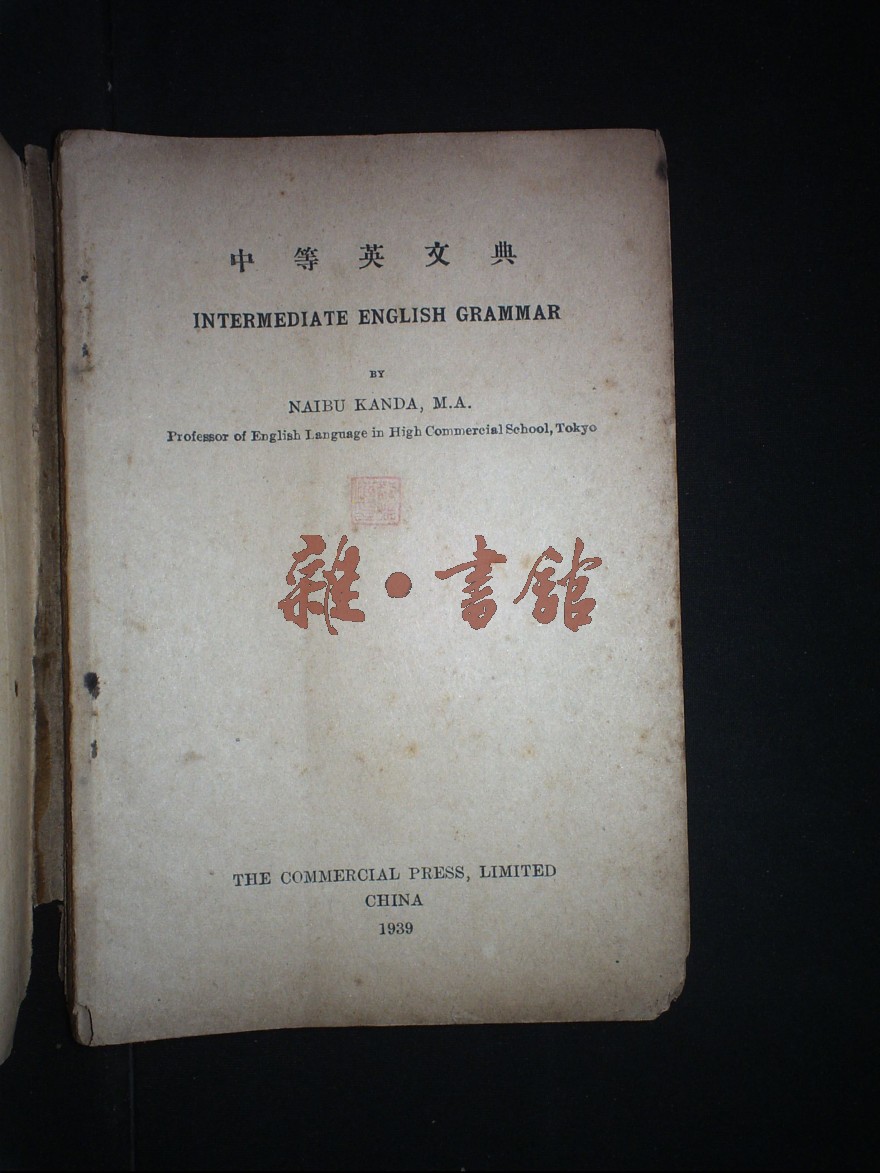 中等英文典
INTERMEDIATE ENGLISH GRAMMAR
BY
NAIBU KANDA, M.A.
Professor of English Language in High Commercial School, Tokyo
雜·書館
THE COMMERCIAL PRESS, LIMITED
CHINA
1939